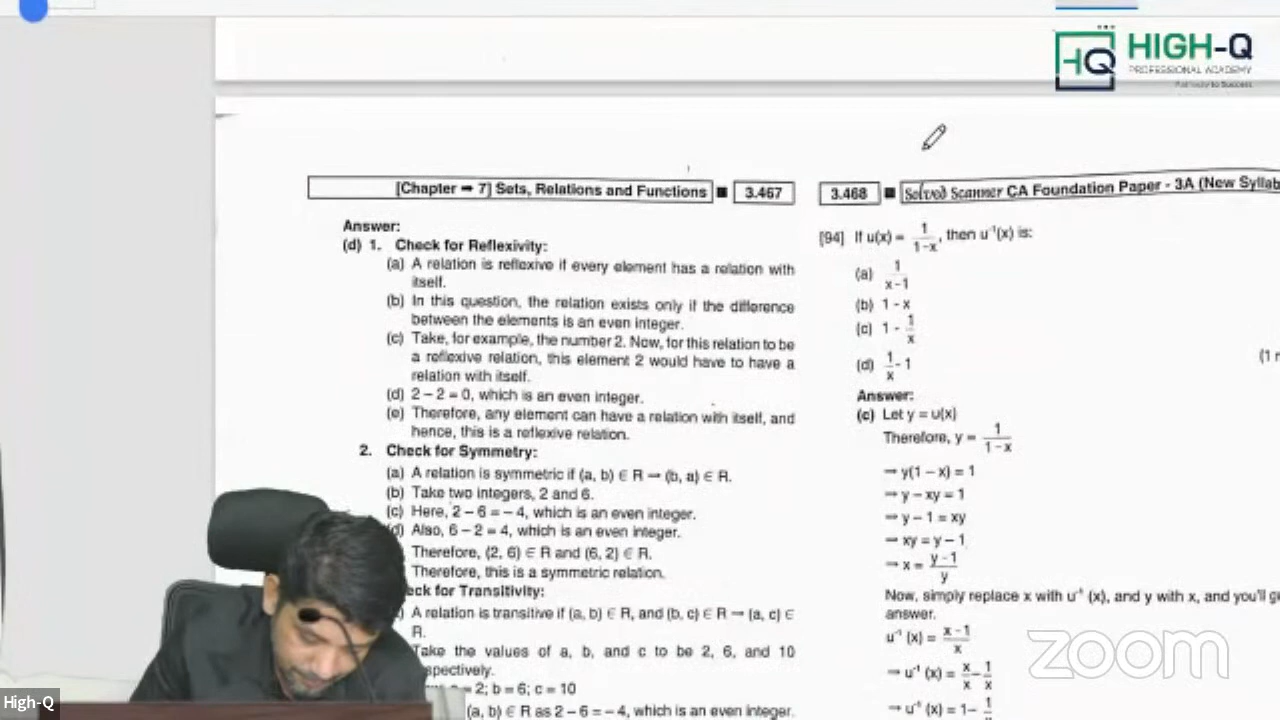 HIGH-Q
PROFESSIONAL ACADEMY
Pathway to Success
[Chapter ➡ 7] Sets, Relations and Functions ■ 3.467
Answer:
(d) 1. Check for Reflexivity:
(a) A relation is reflexive if every element has a relation with
itself.
(b) In this question, the relation exists only if the difference
between the elements is an even integer.
(c) Take, for example, the number 2. Now, for this relation to be
a reflexive relation, this element 2 would have to have a
relation with itself.
(d) 2 – 2 = 0, which is an even integer.
(e) Therefore, any element can have a relation with itself, and
hence, this is a reflexive relation.
2. Check for Symmetry:
(a) A relation is symmetric if (a, b) ∈ R → (b, a) ∈ R.
(b) Take two integers, 2 and 6.
(c) Here, 2 – 6 = – 4, which is an even integer.
(d) Also, 6 – 2 = 4, which is an even integer.
Therefore, (2, 6) ∈ R and (6, 2) ∈ R.
Therefore, this is a symmetric relation.
eck for Transitivity:
A relation is transitive if (a, b) ∈ R, and (b, c) ∈ R → (a, c) ∈
R.
Take the values of a, b, and c to be 2, 6, and 10
spectively.
= 2; b = 6; c = 10
(a, b) ∈ R as 2 – 6 = – 4, which is an even integer.
3.468 ■ Solved Scanner CA Foundation Paper - 3A (New Syllab
[94] If u(x) = 1/(1-x), then u⁻¹(x) is:
(a) 1/(x-1)
(b) 1 - x
(c) 1 - 1/x
(d) 1/x - 1
(1 
Answer:
(c) Let y = u(x)
Therefore, y = 1/(1-x)
→ y(1 – x) = 1
→ y – xy = 1
→ y – 1 = xy
→ xy = y – 1
→ x = (y-1)/y
Now, simply replace x with u⁻¹ (x), and y with x, and you'll ge
answer.
u⁻¹ (x) = (x-1)/x
→ u⁻¹ (x) = x/x - 1/x
→ u⁻¹ (x) = 1- 1/
zoom
High-Q